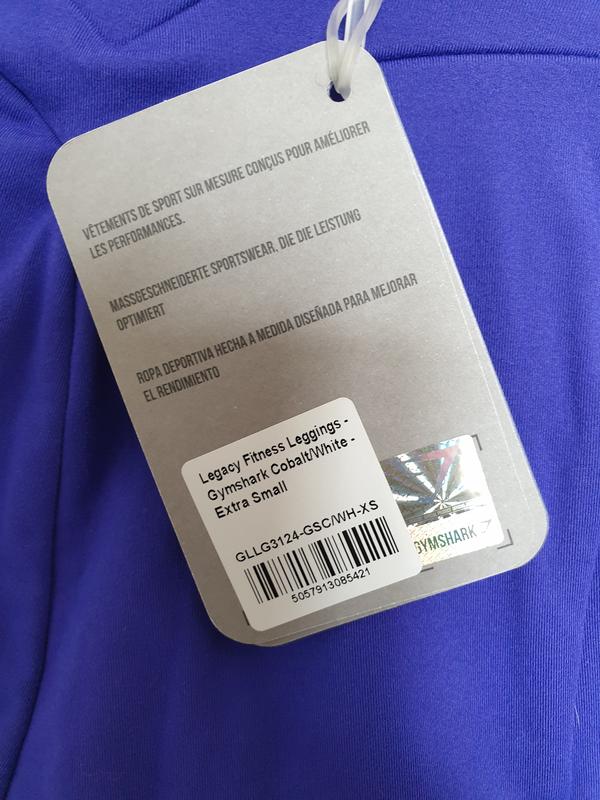 VÊTEMENTS DE SPORT SUR MESURE CONÇUS POUR AMÉLIORER
LES PERFORMANCES.
MASSGESCHNEIDERTE SPORTSWEAR, DIE DIE LEISTUNG
OPTIMIERT
ROPA DEPORTIVA HECHA A MEDIDA DISEÑADA PARA MEJORAR
EL RENDIMIENTO
Legacy Fitness Leggings -
Gymshark Cobalt/White -
Extra Small
GLLG3124-GSC/WH-XS
5057913085421
GYMSHARK